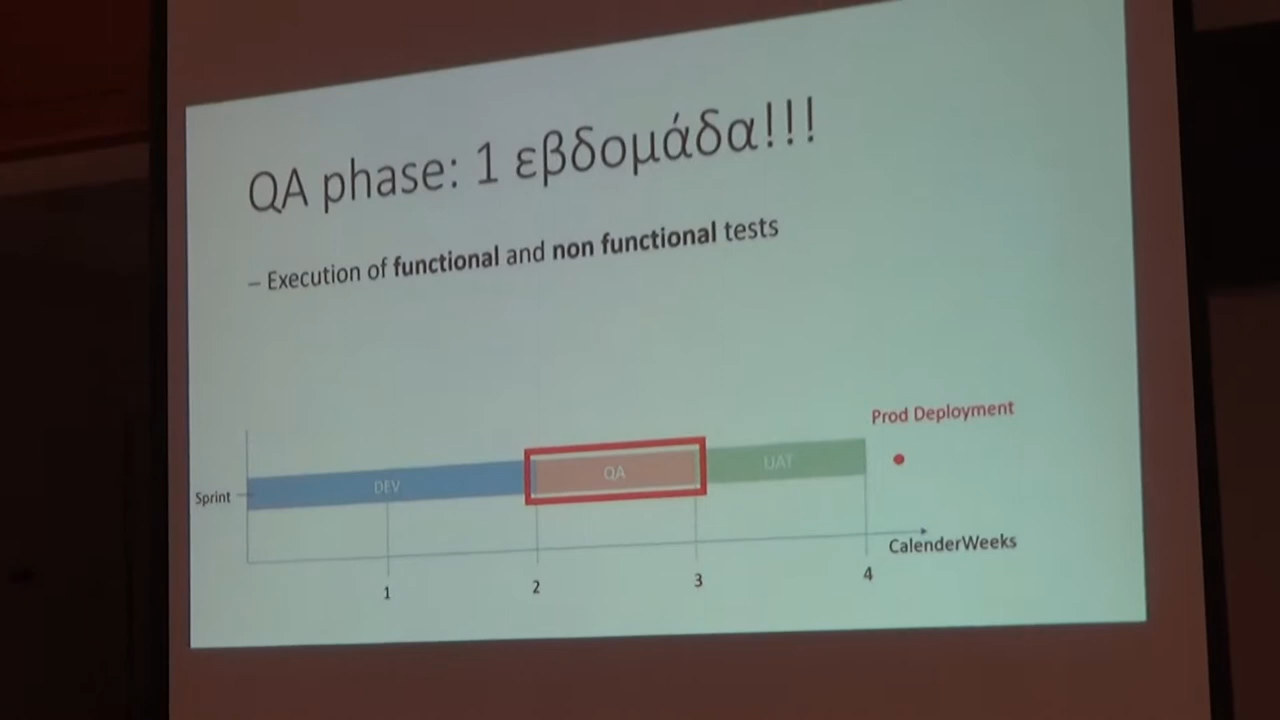 QA phase: 1 εβδομάδα!!!
– Execution of functional and non functional tests
Prod Deployment
Sprint
DEV
QA
UAT
CalenderWeeks
1
2
3
4